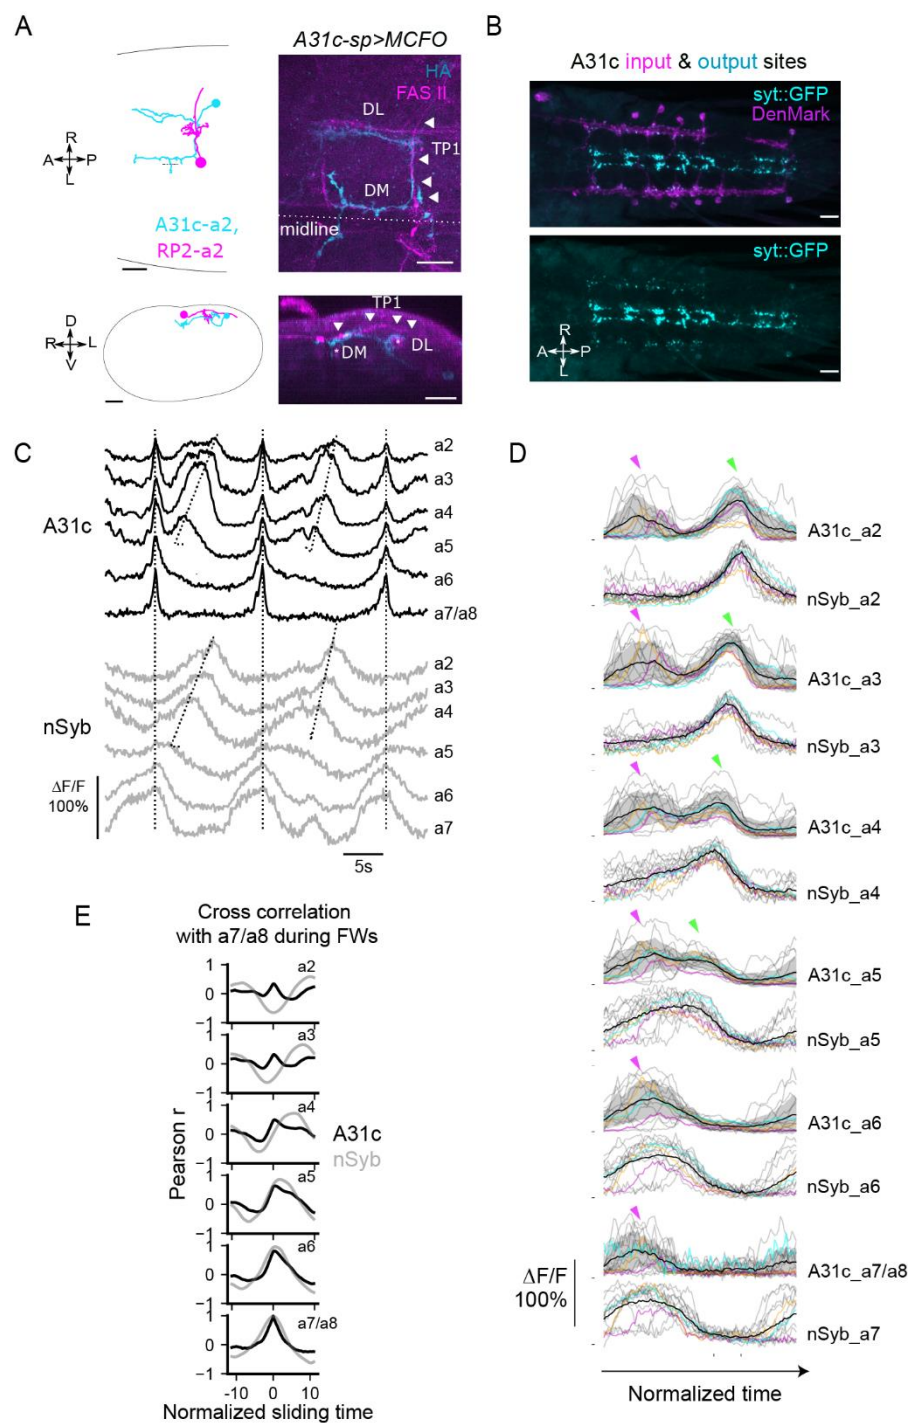 A
A31c-sp>MCFO
HA
FAS II
DL
TP1
DM
midline
R
A P
L
A31c-a2,
RP2-a2
D
R L
V
TP1
DM
DL
B
A31c input & output sites
syt::GFP
DenMark
syt::GFP
R
A P
L
C
A31c
a2
a3
a4
a5
a6
a7/a8
nSyb
a2
a3
a4
a5
a6
a7
ΔF/F
100%
5s
D
A31c_a2
nSyb_a2
A31c_a3
nSyb_a3
A31c_a4
nSyb_a4
A31c_a5
nSyb_a5
A31c_a6
nSyb_a6
A31c_a7/a8
nSyb_a7
ΔF/F
100%
Normalized time
E
Cross correlation
with a7/a8 during FWs
1
0
-1
a2
1
0
-1
a3
1
0
-1
a4
1
0
-1
a5
1
0
-1
a6
1
0
-1
a7/a8
Pearson r
A31c
nSyb
-10 0 10
Normalized sliding time